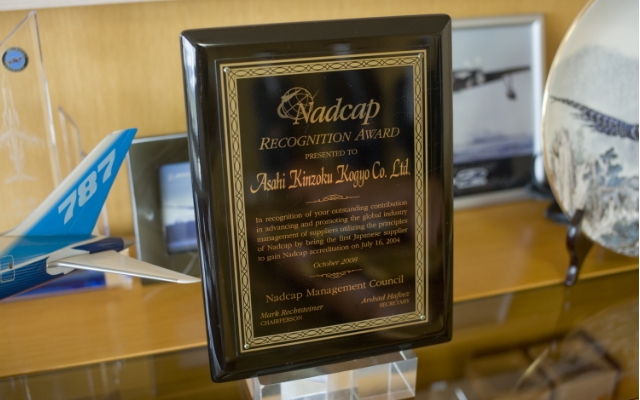 787
Nadcap
RECOGNITION AWARD
PRESENTED TO
Asahi Kinzoku Kogyo Co. Ltd.
In recognition of your outstanding contribution
in advancing and promoting the global industry
management of suppliers utilizing the principles
of Nadcap by being the first Japanese supplier
to gain Nadcap accreditation on July 16, 2004
October 2008
Nadcap Management Council
Mark Rechtsteiner
CHAIRPERSON
Arshad Hafeez
SECRETARY